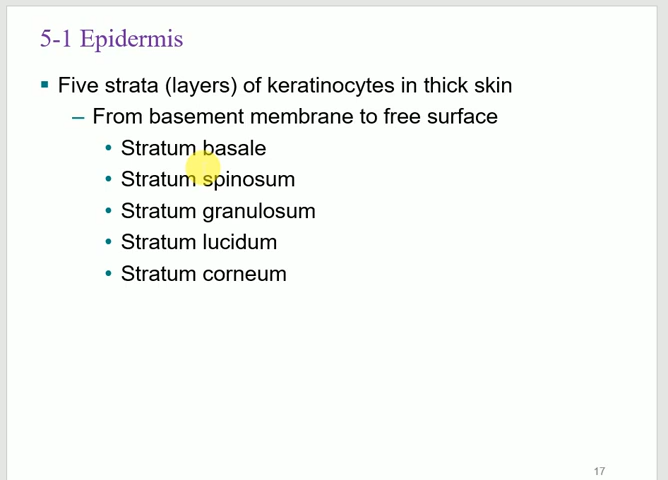 5-1 Epidermis
▪ Five strata (layers) of keratinocytes in thick skin
– From basement membrane to free surface
• Stratum basale
• Stratum spinosum
• Stratum granulosum
• Stratum lucidum
• Stratum corneum
17